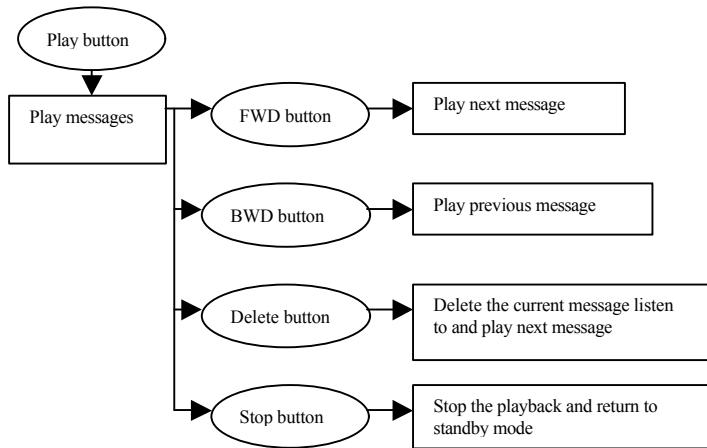 Play button
Play messages
FWD button
Play next message
BWD button
Play previous message
Delete button
Delete the current message listen
to and play next message
Stop button
Stop the playback and return to
standby mode